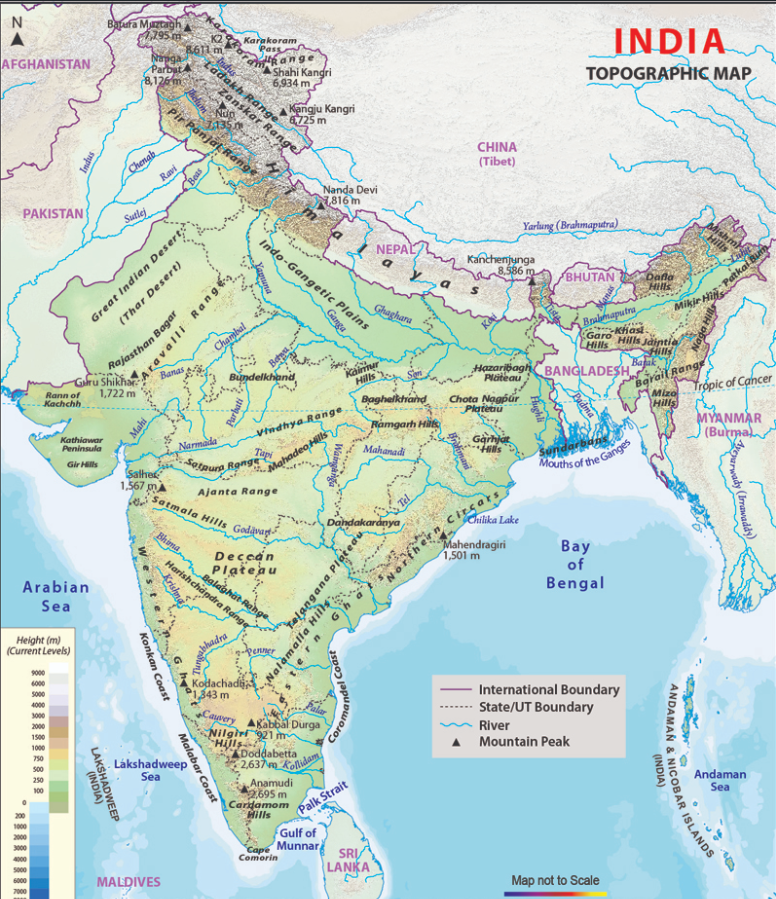 N
INDIA
TOPOGRAPHIC MAP
AFGHANISTAN
Batura Muztagh
7,795 m
K2
8,611 m
Karakoram
Pass
Karakoram Range
Nanga
Parbat
8,126 m
Indus
Shahi Kangri
6,934 m
Ladakh Range
Zanskar Range
Kangju Kangri
6,725 m
Jhelum
Nun
7,135 m
Pir Panjal Range
CHINA
(Tibet)
Indus
Chenab
Ravi
Beas
Sutlej
PAKISTAN
Himalayas
Nanda Devi
7,816 m
NEPAL
Yarlung (Brahmaputra)
Kanchenjunga
8,586 m
BHUTAN
Mishmi
Hills
Lohit
Patkai Bum
Dafla
Hills
Mikir Hills
Manas
Brahmaputra
Tista
Naga Hills
Great Indian Desert
(Thar Desert)
Indo-Gangetic Plains
Yamuna
Ganga
Ghaghara
Kosi
Garo
Hills
Khasi
Hills
Jaintia
Hills
Rajasthan Bagar
Aravalli Range
Chambal
Banas
Betwa
Guru Shikhar
1,722 m
Bundelkhand
Kaimur
Hills
Son
Hazaribagh
Plateau
BANGLADESH
Barak
Barail Range
Tropic of Cancer
Rann of
Kachchh
Mahi
Parbati
Baghelkhand
Chota Nagpur
Plateau
Hugli
Padma
Mizo
Hills
MYANMAR
(Burma)
Vindhya Range
Ramgarh Hills
Kathiawar
Peninsula
Gir Hills
Narmada
Satpura Range
Tapi
Mahadeo Hills
Wainganga
Mahanadi
Brahmani
Garhjat
Hills
Sundarbans
Mouths of the Ganges
Ayeyarwady (Irrawaddy)
Salher
1,567 m
Ajanta Range
Tel
Satmala Hills
Godavari
Dandakaranya
Northern Circars
Chilika Lake
Mahendragiri
1,501 m
Bhima
Deccan
Plateau
Telangana Plateau
Bay
of
Bengal
Arabian
Sea
Western Ghats
Krishna
Harishchandra Range
Balaghat Range
Eastern Ghats
Nalamalla Hills
Height (m)
(Current Levels)
9000
6000
5000
4000
3000
2000
1500
1000
750
500
250
100
0
200
1000
2000
3000
4000
5000
6000
7000
Konkan Coast
Tungabhadra
Penner
Coromandel Coast
Kodachadri
1,343 m
Palar
Cauvery
Kabbal Durga
921 m
Nilgiri
Hills
Doddabetta
2,637 m
Kollidam
Malabar Coast
Lakshadweep
Sea
LAKSHADWEEP
(INDIA)
Anamudi
2,695 m
Cardamom
Hills
Palk Strait
Gulf of
Munnar
Cape
Comorin
SRI
LANKA
MALDIVES
International Boundary
State/UT Boundary
River
Mountain Peak
ANDAMAN & NICOBAR ISLANDS
(INDIA)
Andaman
Sea
Map not to Scale